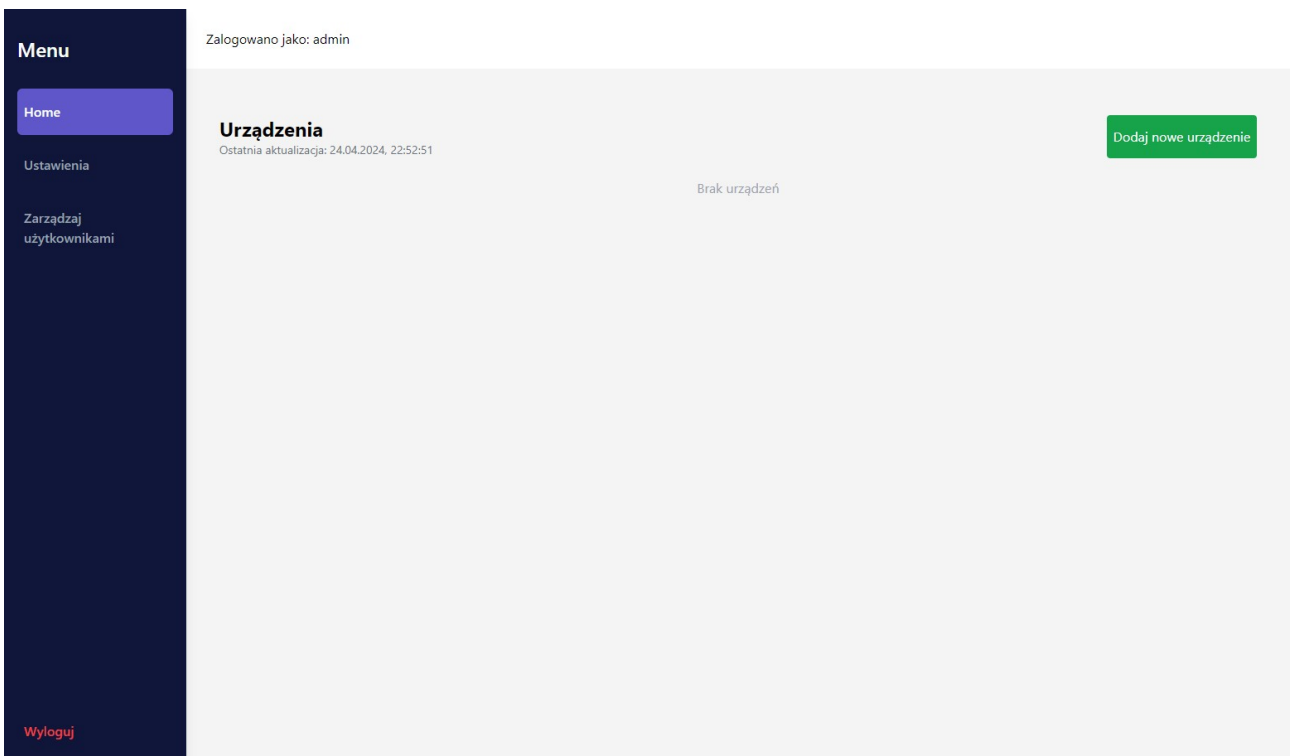 Menu
Home
Ustawienia
Zarządzaj
użytkownikami
Wyloguj
Zalogowano jako: admin
Urządzenia
Ostatnia aktualizacja: 24.04.2024, 22:52:51
Dodaj nowe urządzenie
Brak urządzeń